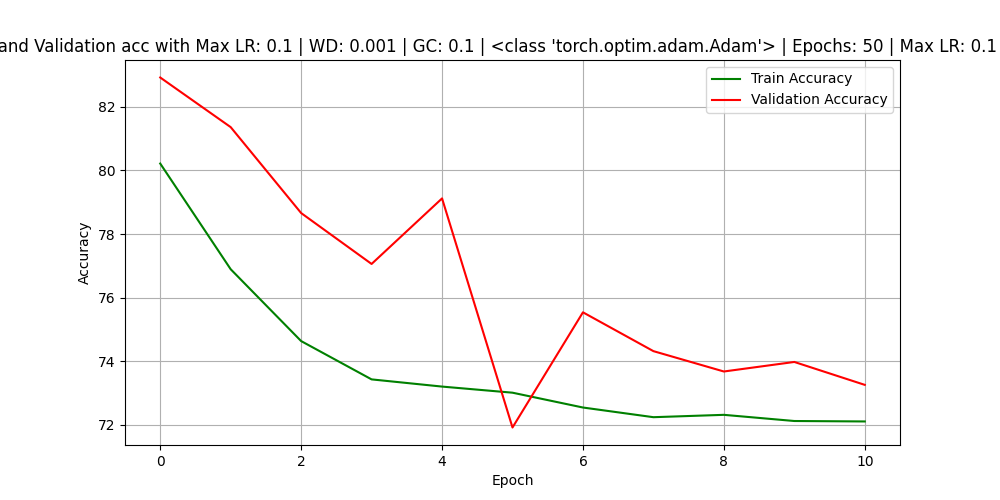 and Validation acc with Max LR: 0.1 | WD: 0.001 | GC: 0.1 | <class 'torch.optim.adam.Adam'> | Epochs: 50 | Max LR: 0.1
Train Accuracy
Validation Accuracy
82
80
78
76
74
72
Accuracy
0 2 4 6 8 10
Epoch